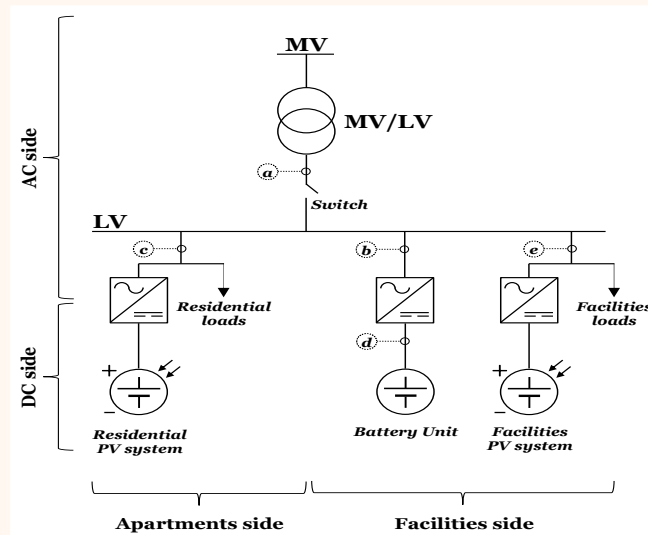 MV
MV/LV
a
Switch
LV
c
b
e
Residential
loads
Facilities
loads
d
+
−
+
−
Residential
PV system
Battery Unit
Facilities
PV system
AC side
DC side
Apartments side
Facilities side